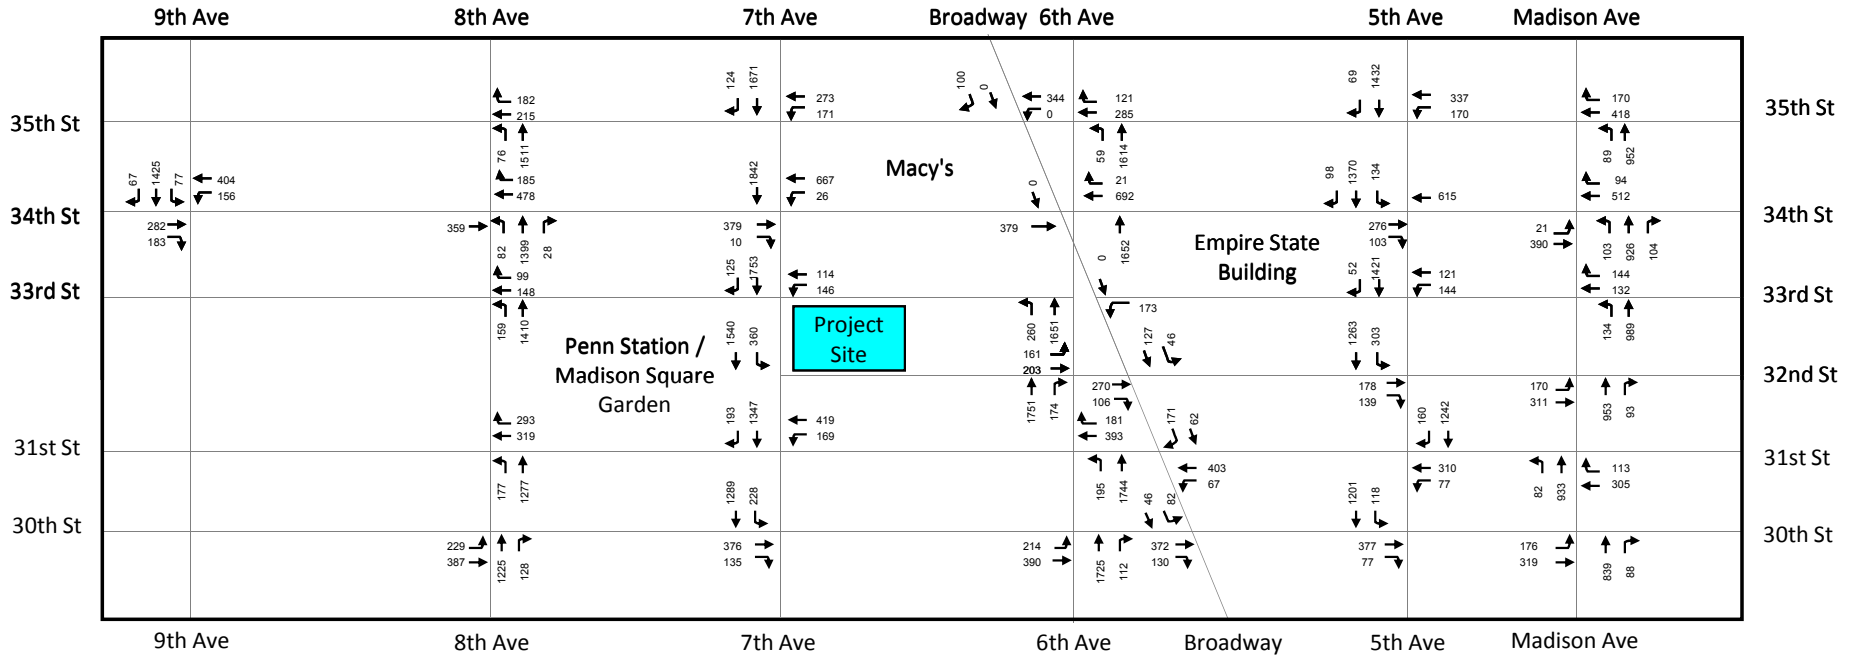 9th Ave 8th Ave 7th Ave Broadway 6th Ave 5th Ave Madison Ave
35th St 35th St
124 1671 100 0 69 1432
182 273 344 121 337 170
215 171 0 285 170 418
76 1511 59 1614 89 952
Macy's
34th St 34th St
67 1425 77 404 185 1842 667 0 21 98 1370 134 94
156 478 26 692 615 512
282 359 379 379 276 21
183 10 103 390
82 1399 28 1652 103 926 104
Empire State
Building
33rd St 33rd St
99 125 1753 114 0 52 1421 121 144
148 146 144 132
159 1410 260 1651 173 134 989
Project
Site
Penn Station /
Madison Square
Garden
32nd St 32nd St
1540 360 161 127 46 1263 303
203
1751 174 270 178 170
106 139 311
953 93
31st St 31st St
293 193 1347 419 181 171 62 160 1242
319 169 393
177 1277 195 1744 403 310 82 933 113
67 77 305
30th St 30th St
1289 228 46 82 1201 118
229 376 214 372 377 176
387 135 390 130 77 319
1225 128 1725 112 839 88
9th Ave 8th Ave 7th Ave 6th Ave Broadway 5th Ave Madison Ave